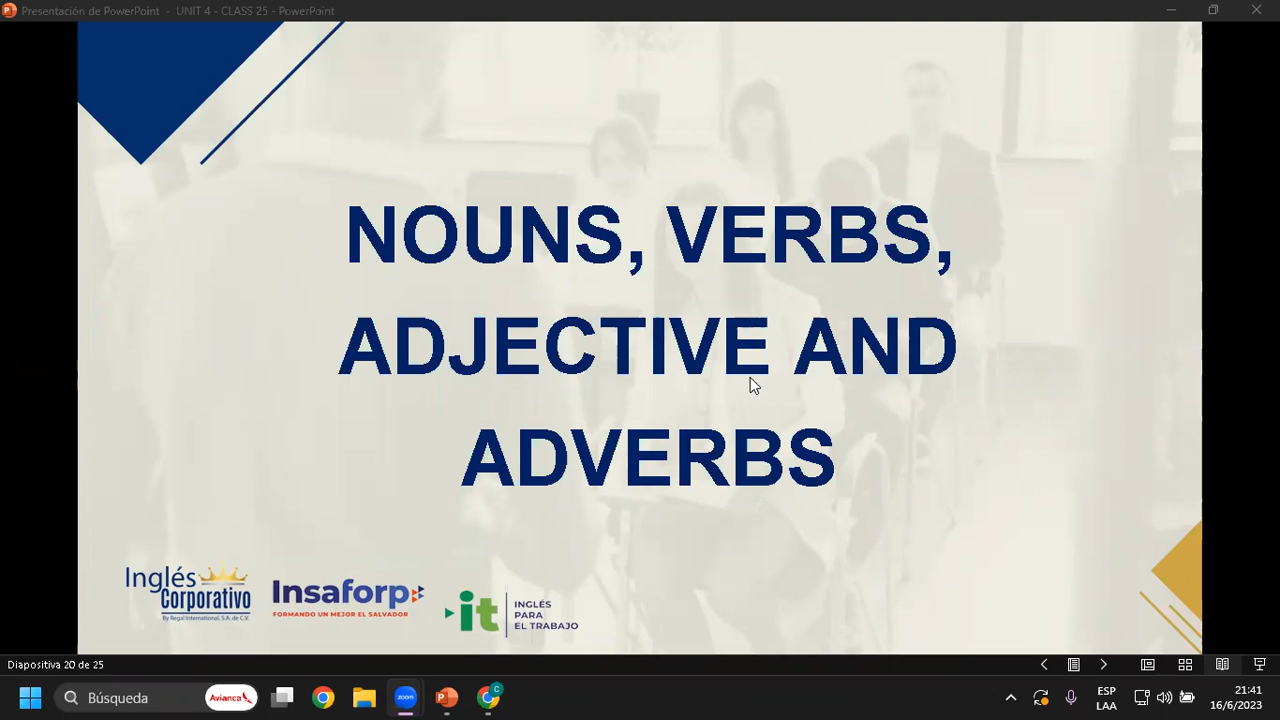 Presentación de PowerPoint - UNIT 4 - CLASS 25 - PowerPoint
NOUNS, VERBS,
ADJECTIVE AND
ADVERBS
Inglés
Corporativo
By Regal International, S.A. de C.V.
Insaforp
FORMANDO UN MEJOR EL SALVADOR
it
INGLÉS
PARA
EL TRABAJO
Diapositiva 20 de 25
Búsqueda
Avianca
zoom
C
ESP
LAA
21:41
16/6/2023